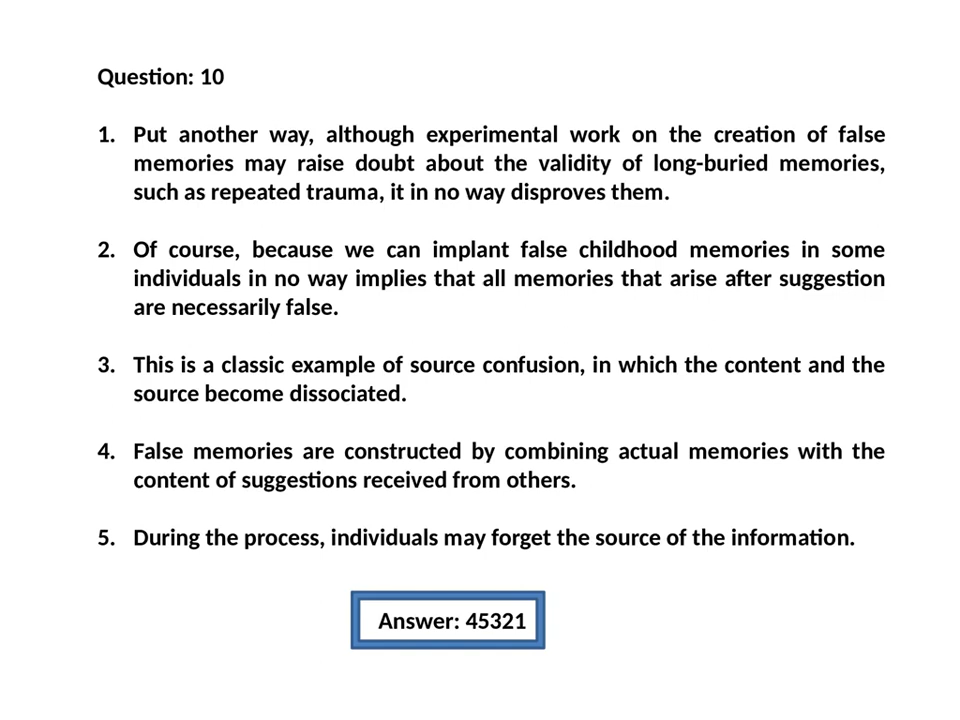 Question: 10
1. Put another way, although experimental work on the creation of false
memories may raise doubt about the validity of long-buried memories,
such as repeated trauma, it in no way disproves them.
2. Of course, because we can implant false childhood memories in some
individuals in no way implies that all memories that arise after suggestion
are necessarily false.
3. This is a classic example of source confusion, in which the content and the
source become dissociated.
4. False memories are constructed by combining actual memories with the
content of suggestions received from others.
5. During the process, individuals may forget the source of the information.
Answer: 45321